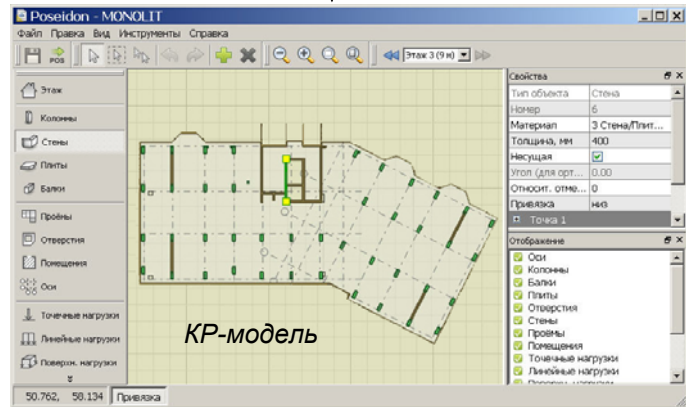 Poseidon - MONOLIT
Файл Правка Вид Инструменты Справка
POS
Этаж 3 (9 м)
Этаж
Колонны
Стены
Плиты
Балки
Проёмы
Отверстия
Помещения
Оси
Точечные нагрузки
Линейные нагрузки
Поверхн. нагрузки
КР-модель
Свойства
Тип объекта Стена
Номер 6
Материал 3 Стена/Плит...
Толщина, мм 400
Несущая
Угол (для орт... 0.00
Относит. отме... 0
Привязка низ
Точка 1
Отображение
Оси
Колонны
Балки
Плиты
Отверстия
Стены
Проёмы
Помещения
Точечные на
Линейные наг
50.762, 58.134 Привязка